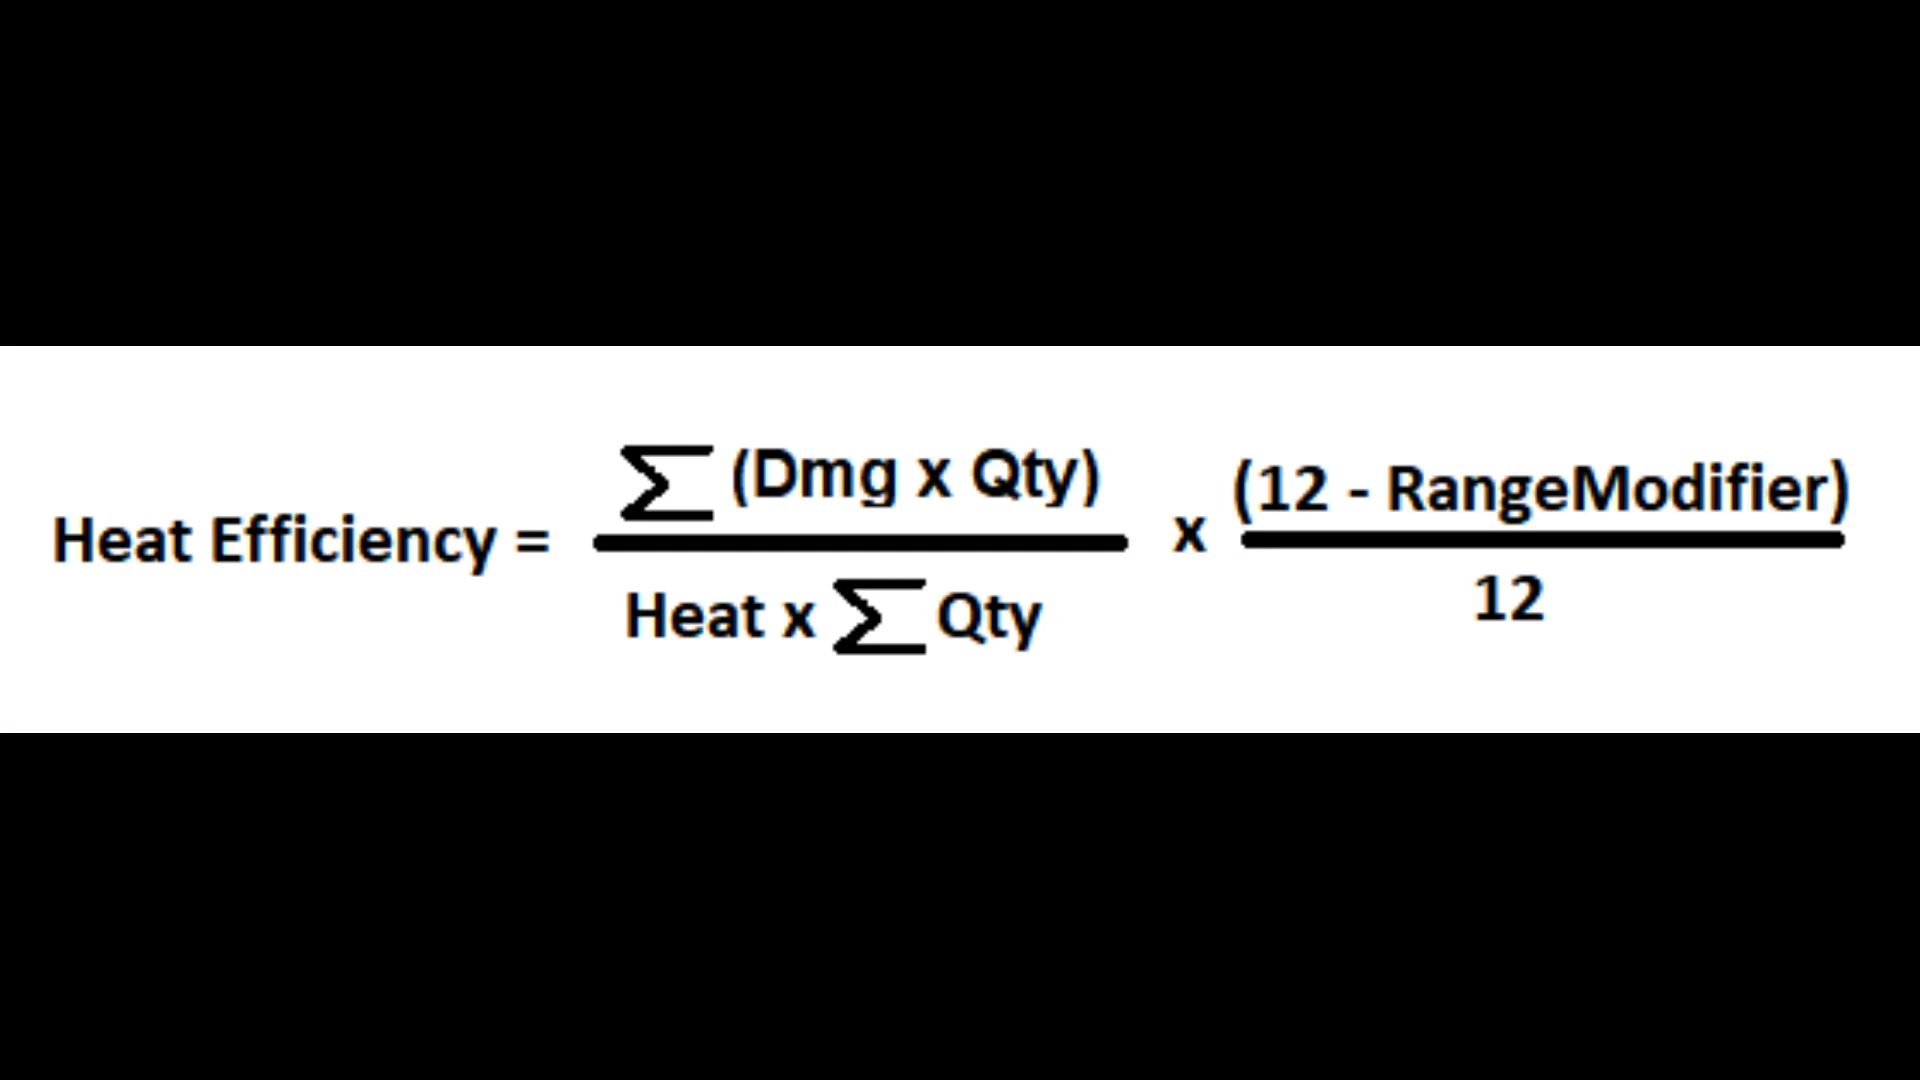 Heat Efficiency = ∑ (Dmg x Qty) x (12 - RangeModifier)
Heat x ∑ Qty 12